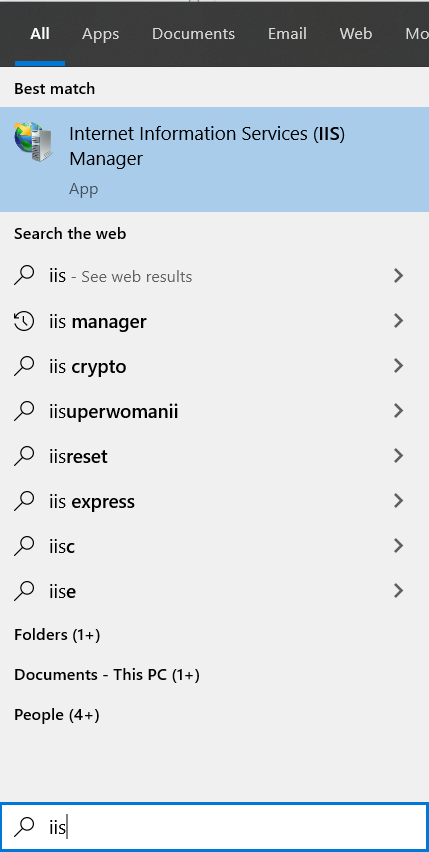 All Apps Documents Email Web Mo
Best match
Internet Information Services (IIS)
Manager
App
Search the web
iis - See web results
iis manager
iis crypto
iisuperwomanii
iisreset
iis express
iisc
iise
Folders (1+)
Documents - This PC (1+)
People (4+)
iis